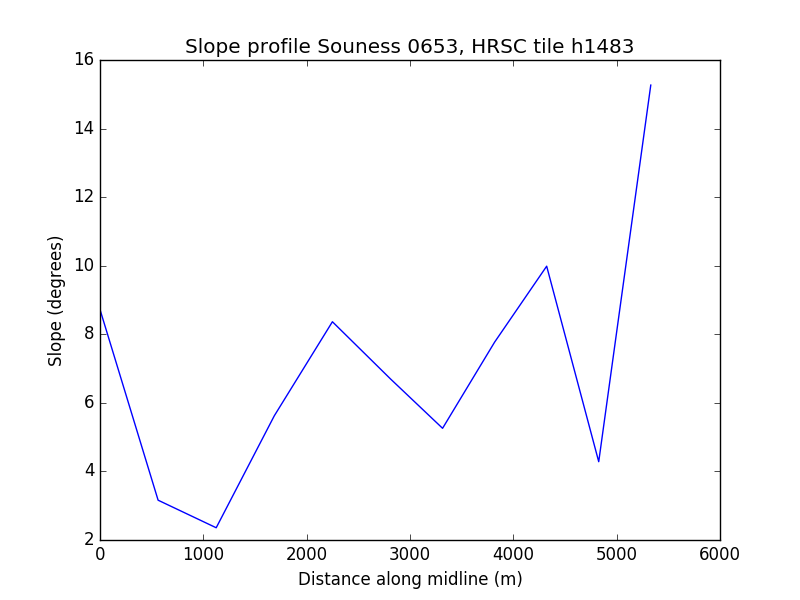 Slope profile Souness 0653, HRSC tile h1483
16
14
12
10
8
6
4
2
Slope (degrees)
0 1000 2000 3000 4000 5000 6000
Distance along midline (m)